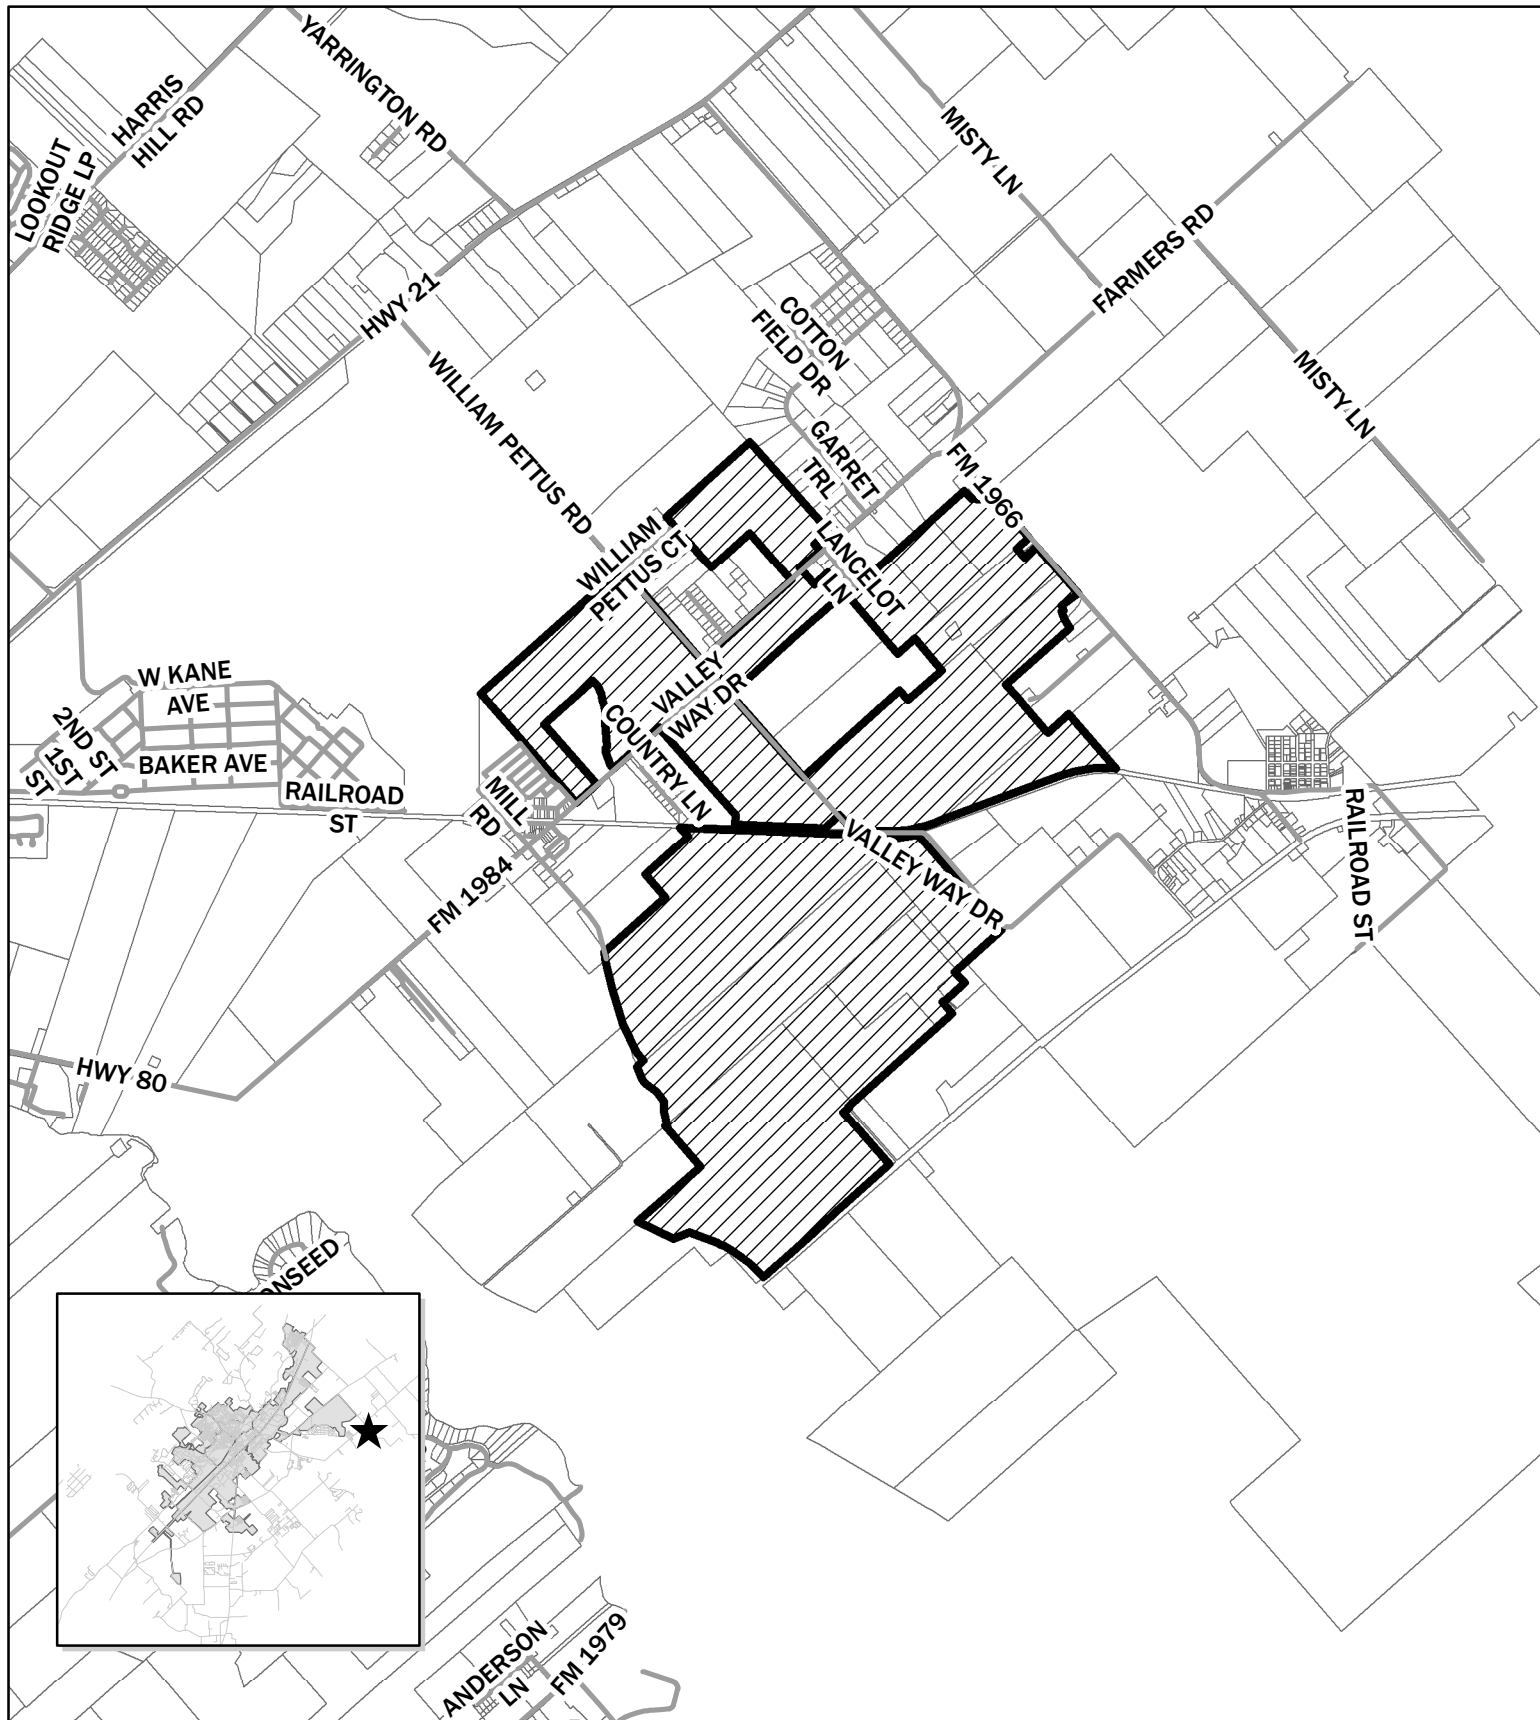 YARRINGTON RD
HARRIS
HILL RD
LOOKOUT
RIDGE LP
MISTY LN
FARMERS RD
HWY 21
COTTON
FIELD DR
WILLIAM PETTUS RD
MISTY LN
GARRET
TRL
FM 1966
WILLIAM
PETTUS CT
LANCELOT
LN
W KANE
AVE
VALLEY
WAY DR
2ND ST
1ST
ST
BAKER AVE
COUNTRY LN
RAILROAD
ST
MILL
RD
RAILROAD ST
VALLEY WAY DR
FM 1984
HWY 80
ONSEED
ANDERSON
LN
FM 1979